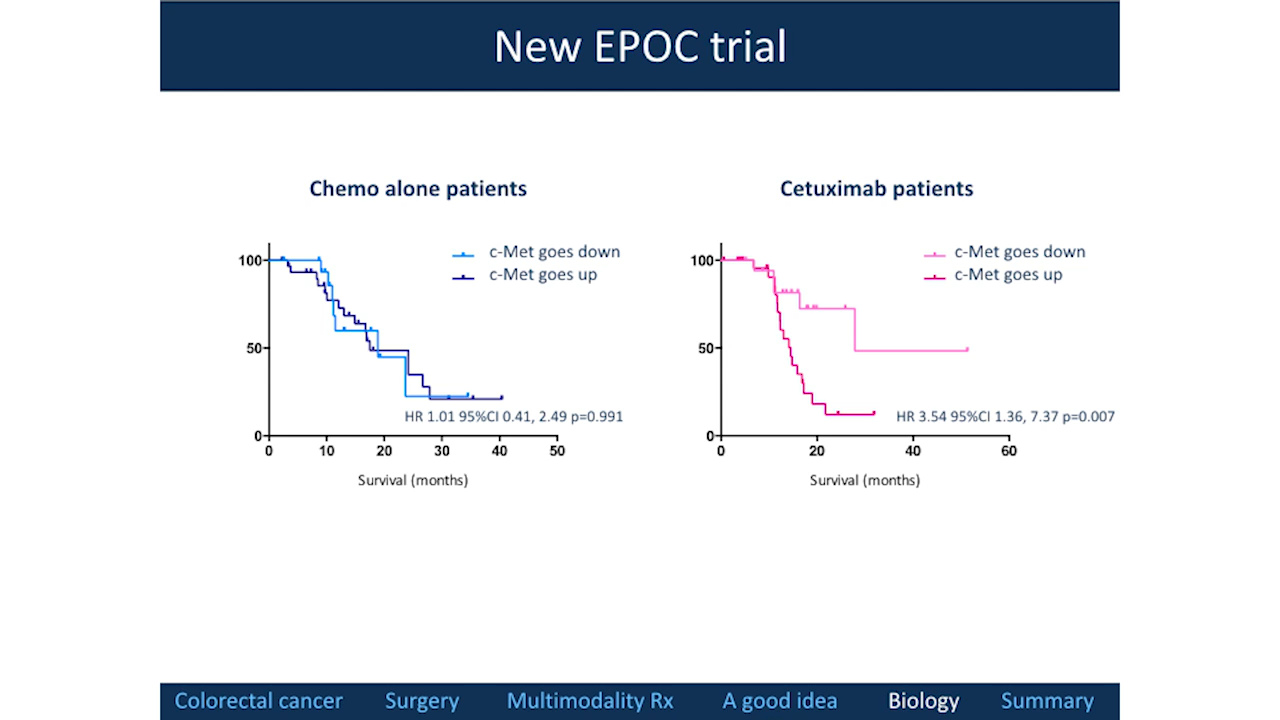 New EPOC trial
Chemo alone patients
c-Met goes down
c-Met goes up
100
50
0
HR 1.01 95%CI 0.41, 2.49 p=0.991
0 10 20 30 40 50
Survival (months)
Cetuximab patients
c-Met goes down
c-Met goes up
100
50
0
HR 3.54 95%CI 1.36, 7.37 p=0.007
0 20 40 60
Survival (months)
Colorectal cancer Surgery Multimodality Rx A good idea Biology Summary